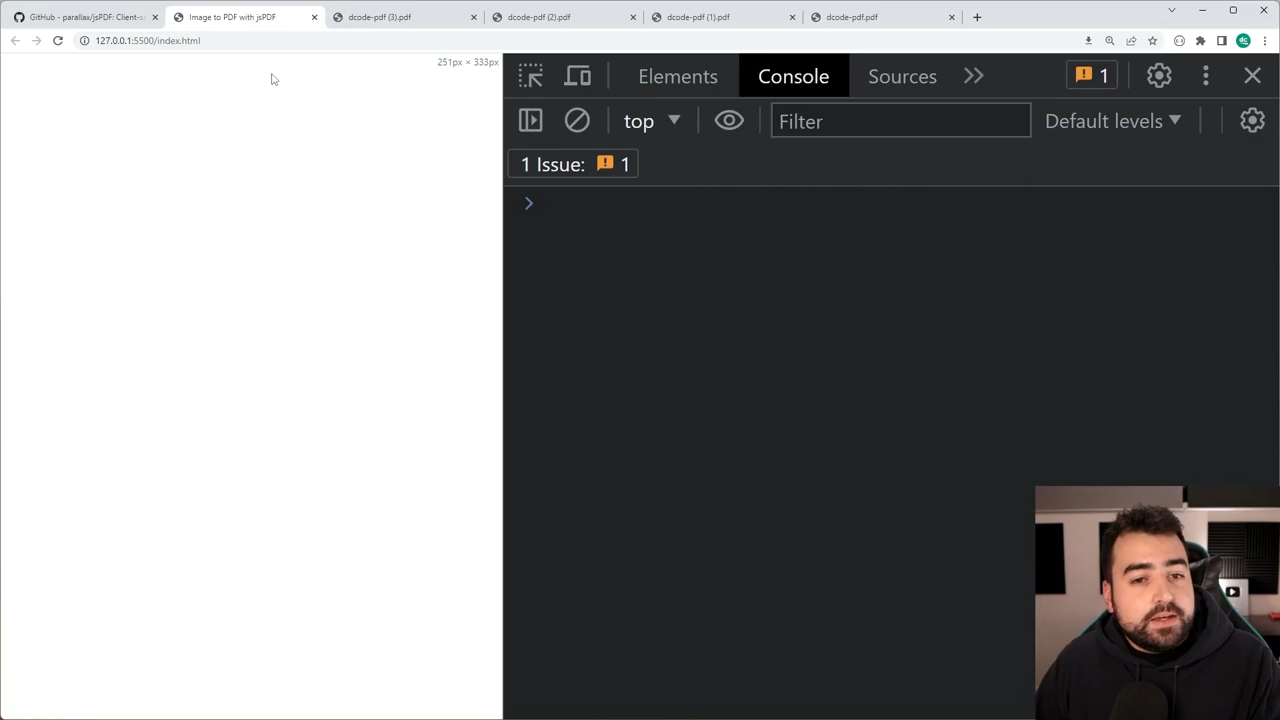 GitHub - parallax/jsPDF: Client-si
Image to PDF with jsPDF
dcode-pdf (3).pdf
dcode-pdf (2).pdf
dcode-pdf (1).pdf
dcode-pdf.pdf
127.0.0.1:5500/index.html
dc
251px × 333px
Elements
Console
Sources
1
top
Filter
Default levels
1 Issue: 1